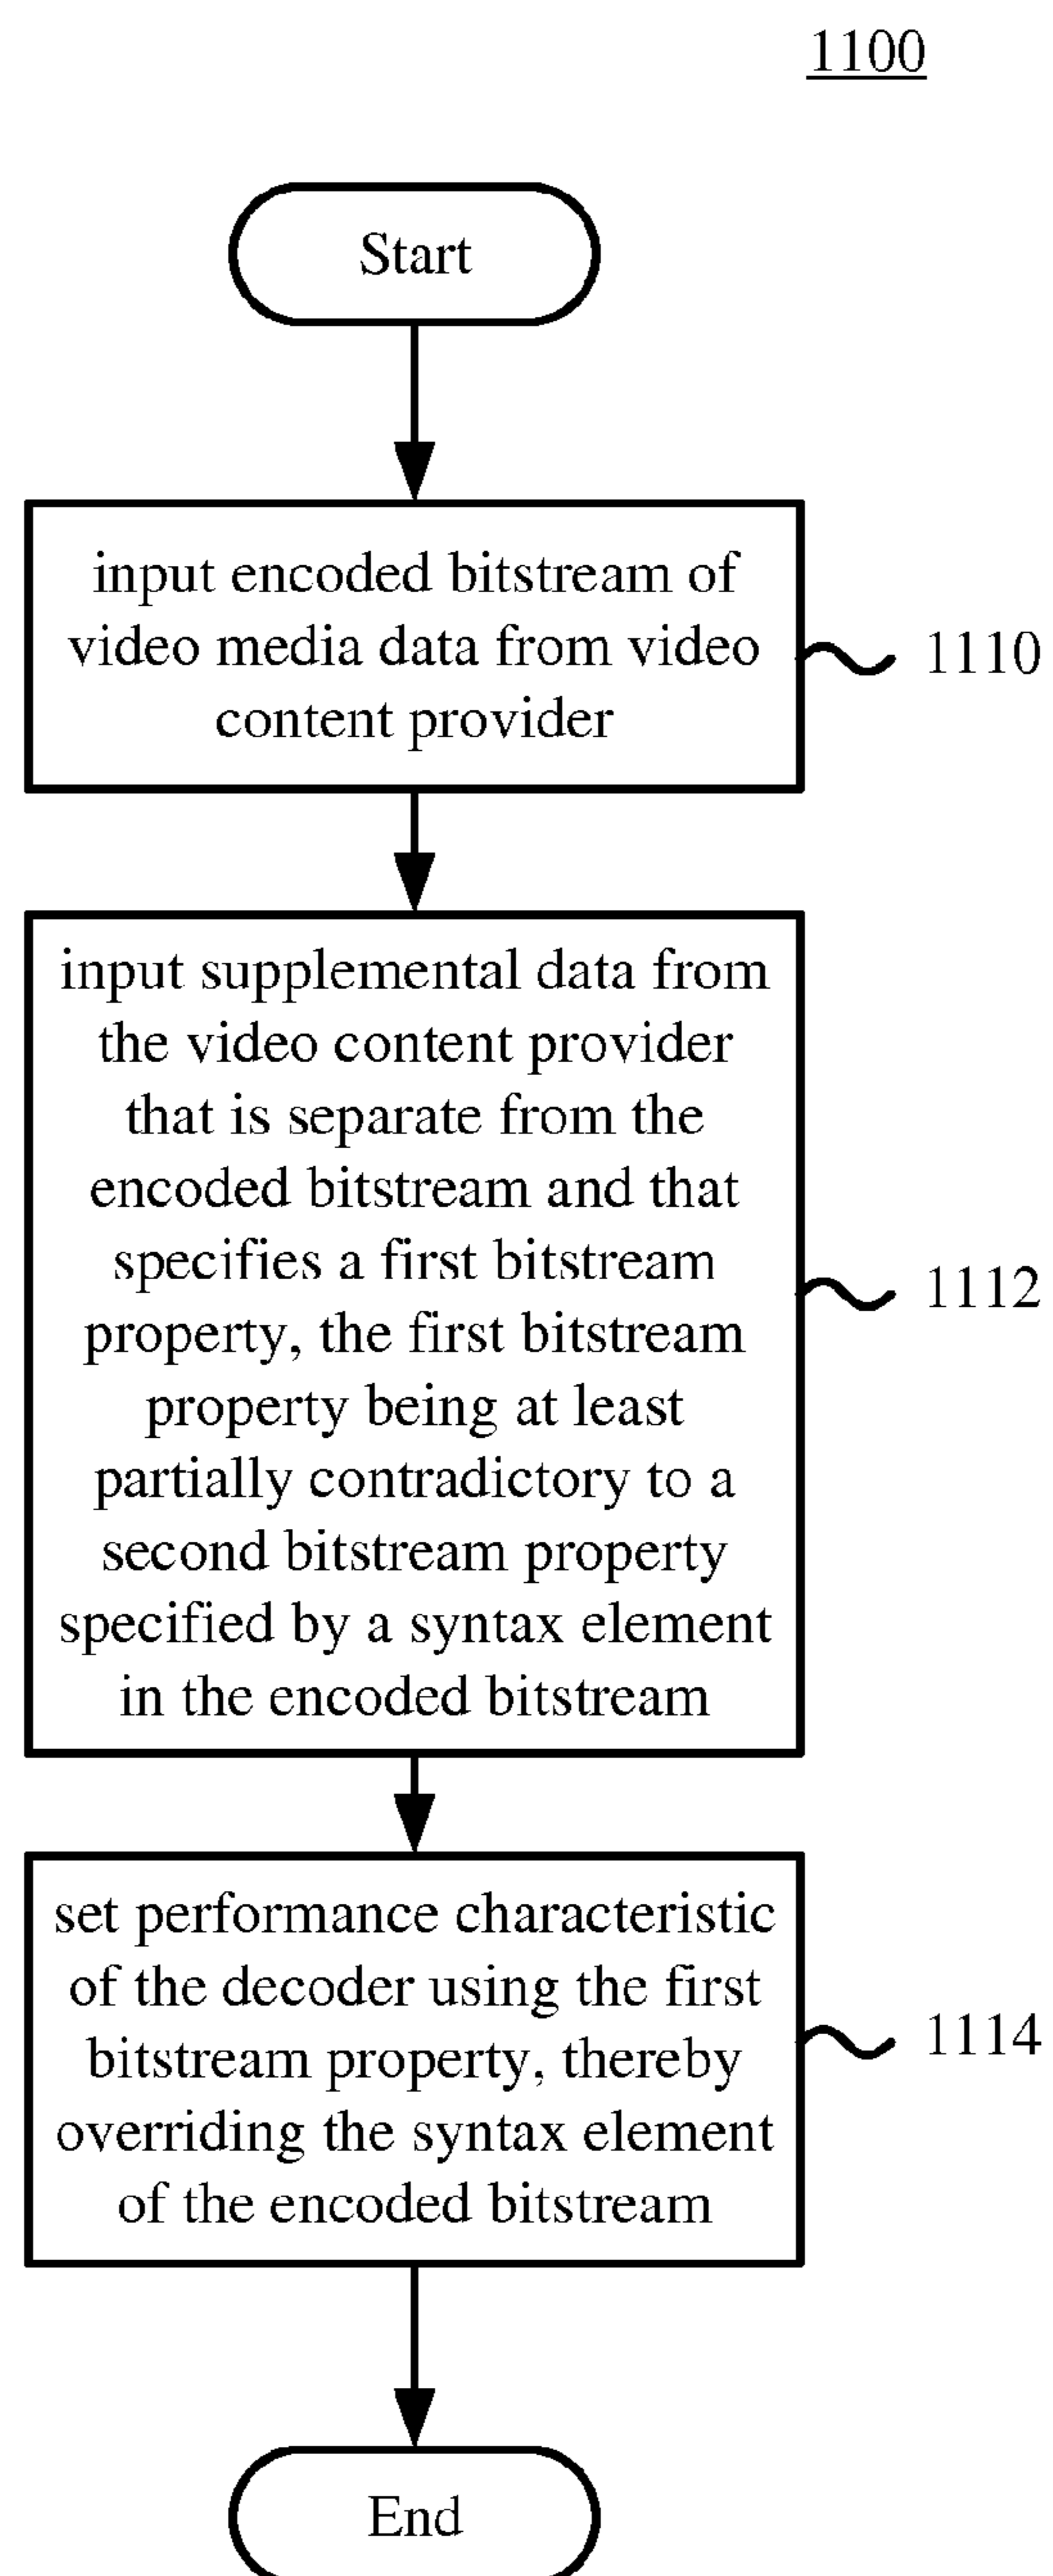 1100
Start
input encoded bitstream of
video media data from video
content provider
1110
input supplemental data from
the video content provider
that is separate from the
encoded bitstream and that
specifies a first bitstream
property, the first bitstream
property being at least
partially contradictory to a
second bitstream property
specified by a syntax element
in the encoded bitstream
1112
set performance characteristic
of the decoder using the first
bitstream property, thereby
overriding the syntax element
of the encoded bitstream
1114
End